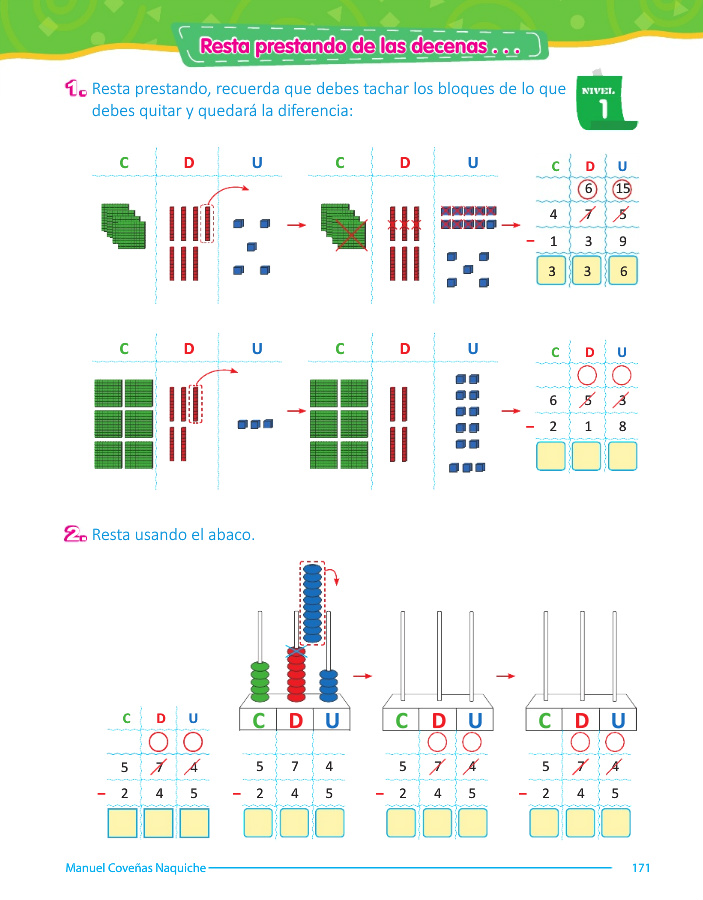 Resta prestando de las decenas . . .
1. Resta prestando, recuerda que debes tachar los bloques de lo que
debes quitar y quedará la diferencia:
NIVEL
1
C D U C D U C D U
6 15
4 7 5
- 1 3 9
3 3 6
C D U C D U C D U
6 5 3
- 2 1 8
2. Resta usando el abaco.
C D U C D U C D U
C D U
5 7 4 5 7 4 5 7 4 5 7 4
- 2 4 5 - 2 4 5 - 2 4 5 - 2 4 5
Manuel Coveñas Naquiche 171